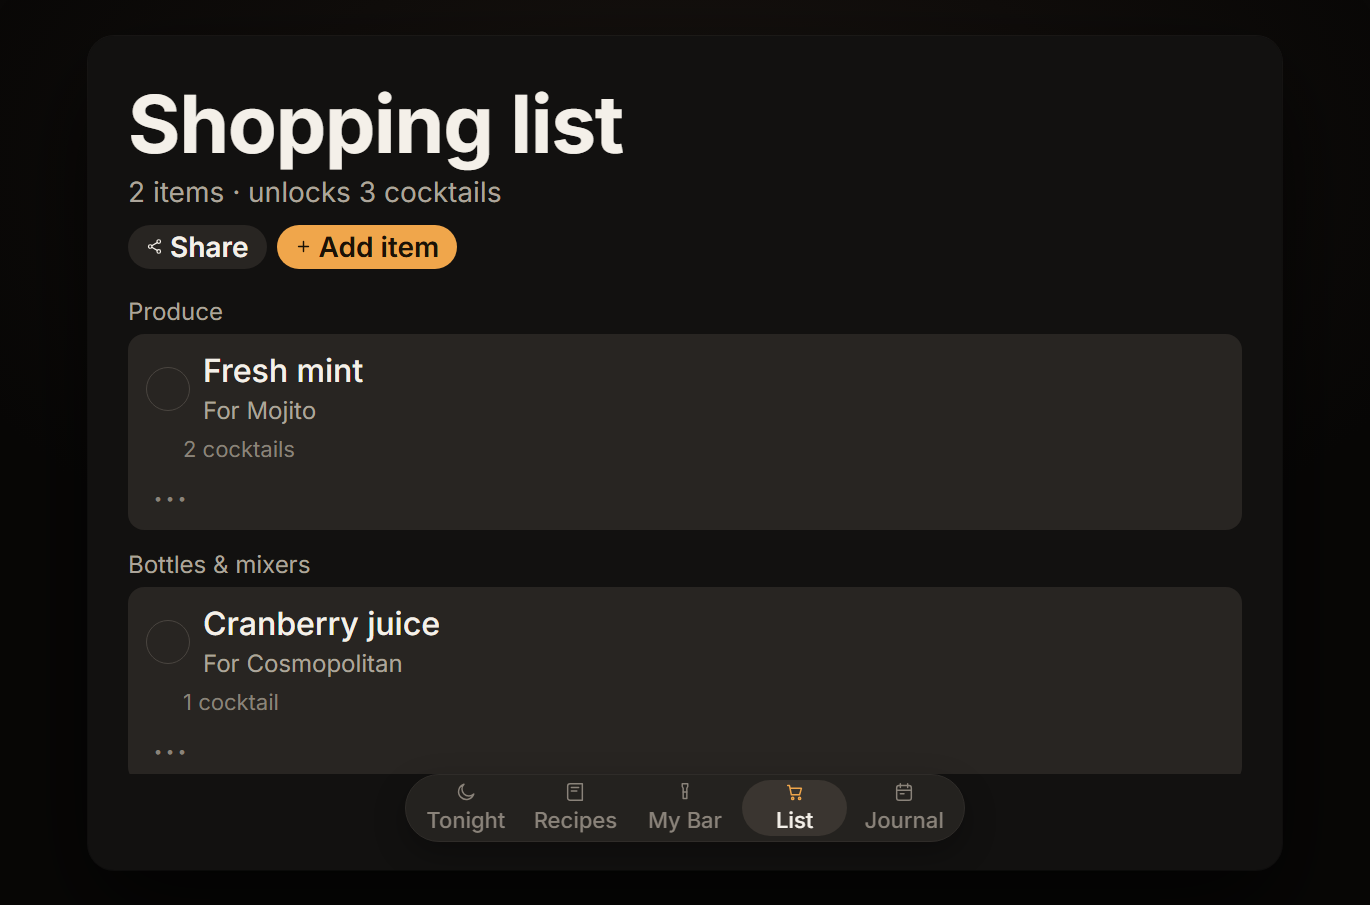 Shopping list
2 items · unlocks 3 cocktails
Share
+ Add item
Produce
Fresh mint
For Mojito
2 cocktails
...
Bottles & mixers
Cranberry juice
For Cosmopolitan
1 cocktail
...
Tonight
Recipes
My Bar
List
Journal